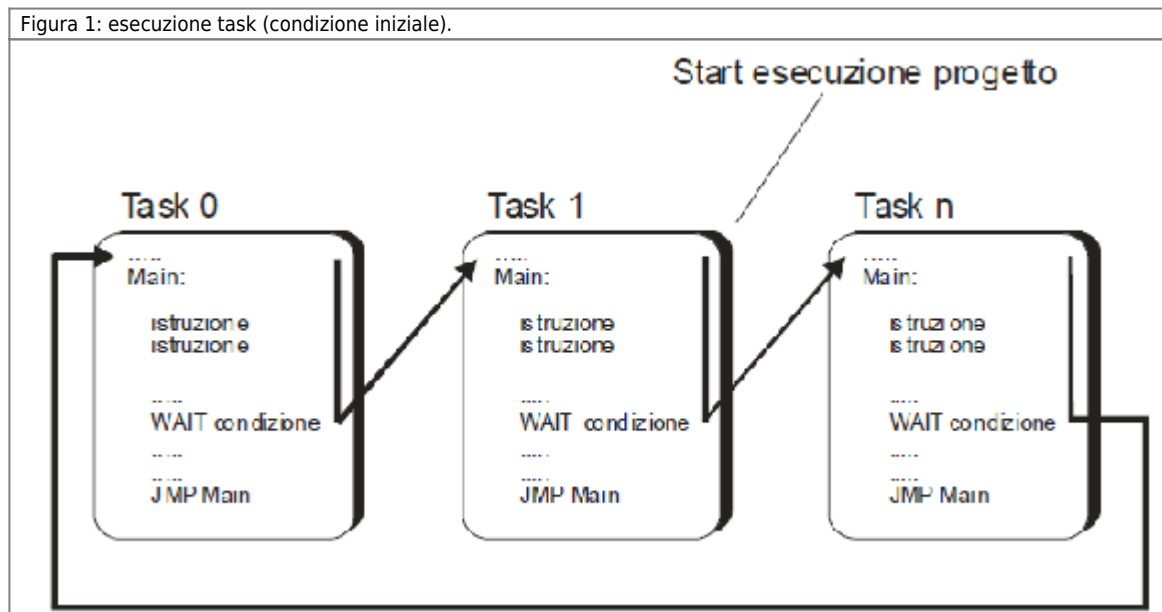 Figura 1: esecuzione task (condizione iniziale).
Start esecuzione progetto
Task 0
......
Main:
istruzione
istruzione
......
WAIT condizione
......
......
JMP Main
Task 1
......
Main:
istruzione
istruzione
......
WAIT condizione
......
......
JMP Main
Task n
......
Main:
istruzione
istruzione
......
WAIT condizione
......
......
JMP Main